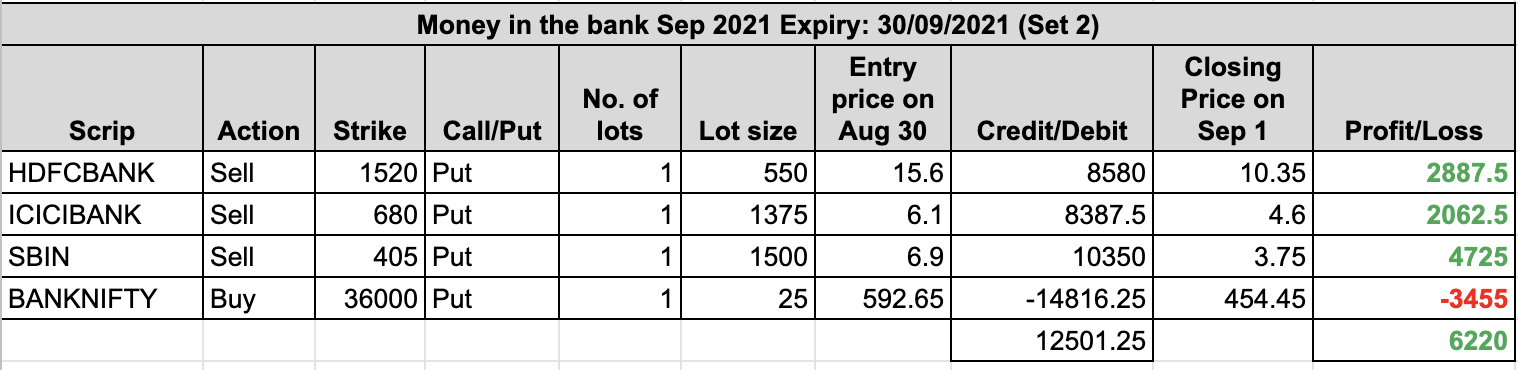 Money in the bank Sep 2021 Expiry: 30/09/2021 (Set 2)
Scrip Action Strike Call/Put No. of lots Lot size Entry price on Aug 30 Credit/Debit Closing Price on Sep 1 Profit/Loss
HDFCBANK Sell 1520 Put 1 550 15.6 8580 10.35 2887.5
ICICIBANK Sell 680 Put 1 1375 6.1 8387.5 4.6 2062.5
SBIN Sell 405 Put 1 1500 6.9 10350 3.75 4725
BANKNIFTY Buy 36000 Put 1 25 592.65 -14816.25 454.45 -3455
12501.25 6220